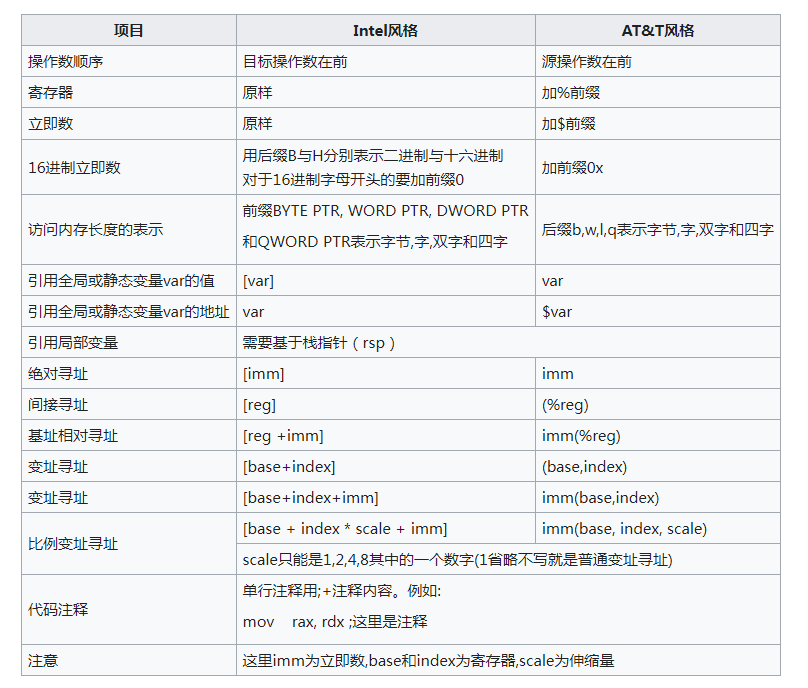 项目 Intel风格 AT&T风格
操作数顺序 目标操作数在前 源操作数在前
寄存器 原样 加%前缀
立即数 原样 加$前缀
16进制立即数 用后缀B与H分别表示二进制与十六进制
对于16进制字母开头的要加前缀0 加前缀0x
访问内存长度的表示 前缀BYTE PTR, WORD PTR, DWORD PTR
和QWORD PTR表示字节,字,双字和四字 后缀b,w,l,q表示字节,字,双字和四字
引用全局或静态变量var的值 [var] var
引用全局或静态变量var的地址 var $var
引用局部变量 需要基于栈指针（rsp）
绝对寻址 [imm] imm
间接寻址 [reg] (%reg)
基址相对寻址 [reg +imm] imm(%reg)
变址寻址 [base+index] (base,index)
变址寻址 [base+index+imm] imm(base,index)
比例变址寻址 [base + index * scale + imm] imm(base, index, scale)
scale只能是1,2,4,8其中的一个数字(1省略不写就是普通变址寻址)
代码注释 单行注释用;+注释内容。例如:
mov rax, rdx ;这里是注释
注意 这里imm为立即数,base和index为寄存器,scale为伸缩量